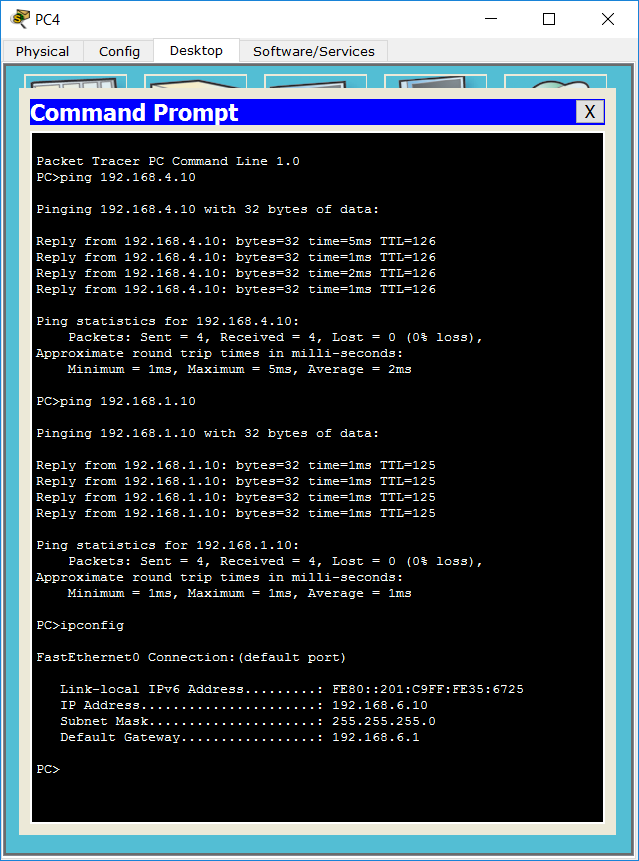 PC4
Physical Config Desktop Software/Services
Command Prompt X
Packet Tracer PC Command Line 1.0
PC>ping 192.168.4.10
Pinging 192.168.4.10 with 32 bytes of data:
Reply from 192.168.4.10: bytes=32 time=5ms TTL=126
Reply from 192.168.4.10: bytes=32 time=1ms TTL=126
Reply from 192.168.4.10: bytes=32 time=2ms TTL=126
Reply from 192.168.4.10: bytes=32 time=1ms TTL=126
Ping statistics for 192.168.4.10:
    Packets: Sent = 4, Received = 4, Lost = 0 (0% loss),
Approximate round trip times in milli-seconds:
    Minimum = 1ms, Maximum = 5ms, Average = 2ms
PC>ping 192.168.1.10
Pinging 192.168.1.10 with 32 bytes of data:
Reply from 192.168.1.10: bytes=32 time=1ms TTL=125
Reply from 192.168.1.10: bytes=32 time=1ms TTL=125
Reply from 192.168.1.10: bytes=32 time=1ms TTL=125
Reply from 192.168.1.10: bytes=32 time=1ms TTL=125
Ping statistics for 192.168.1.10:
    Packets: Sent = 4, Received = 4, Lost = 0 (0% loss),
Approximate round trip times in milli-seconds:
    Minimum = 1ms, Maximum = 1ms, Average = 1ms
PC>ipconfig
FastEthernet0 Connection:(default port)
   Link-local IPv6 Address.........: FE80::201:C9FF:FE35:6725
   IP Address......................: 192.168.6.10
   Subnet Mask.....................: 255.255.255.0
   Default Gateway.................: 192.168.6.1
PC>